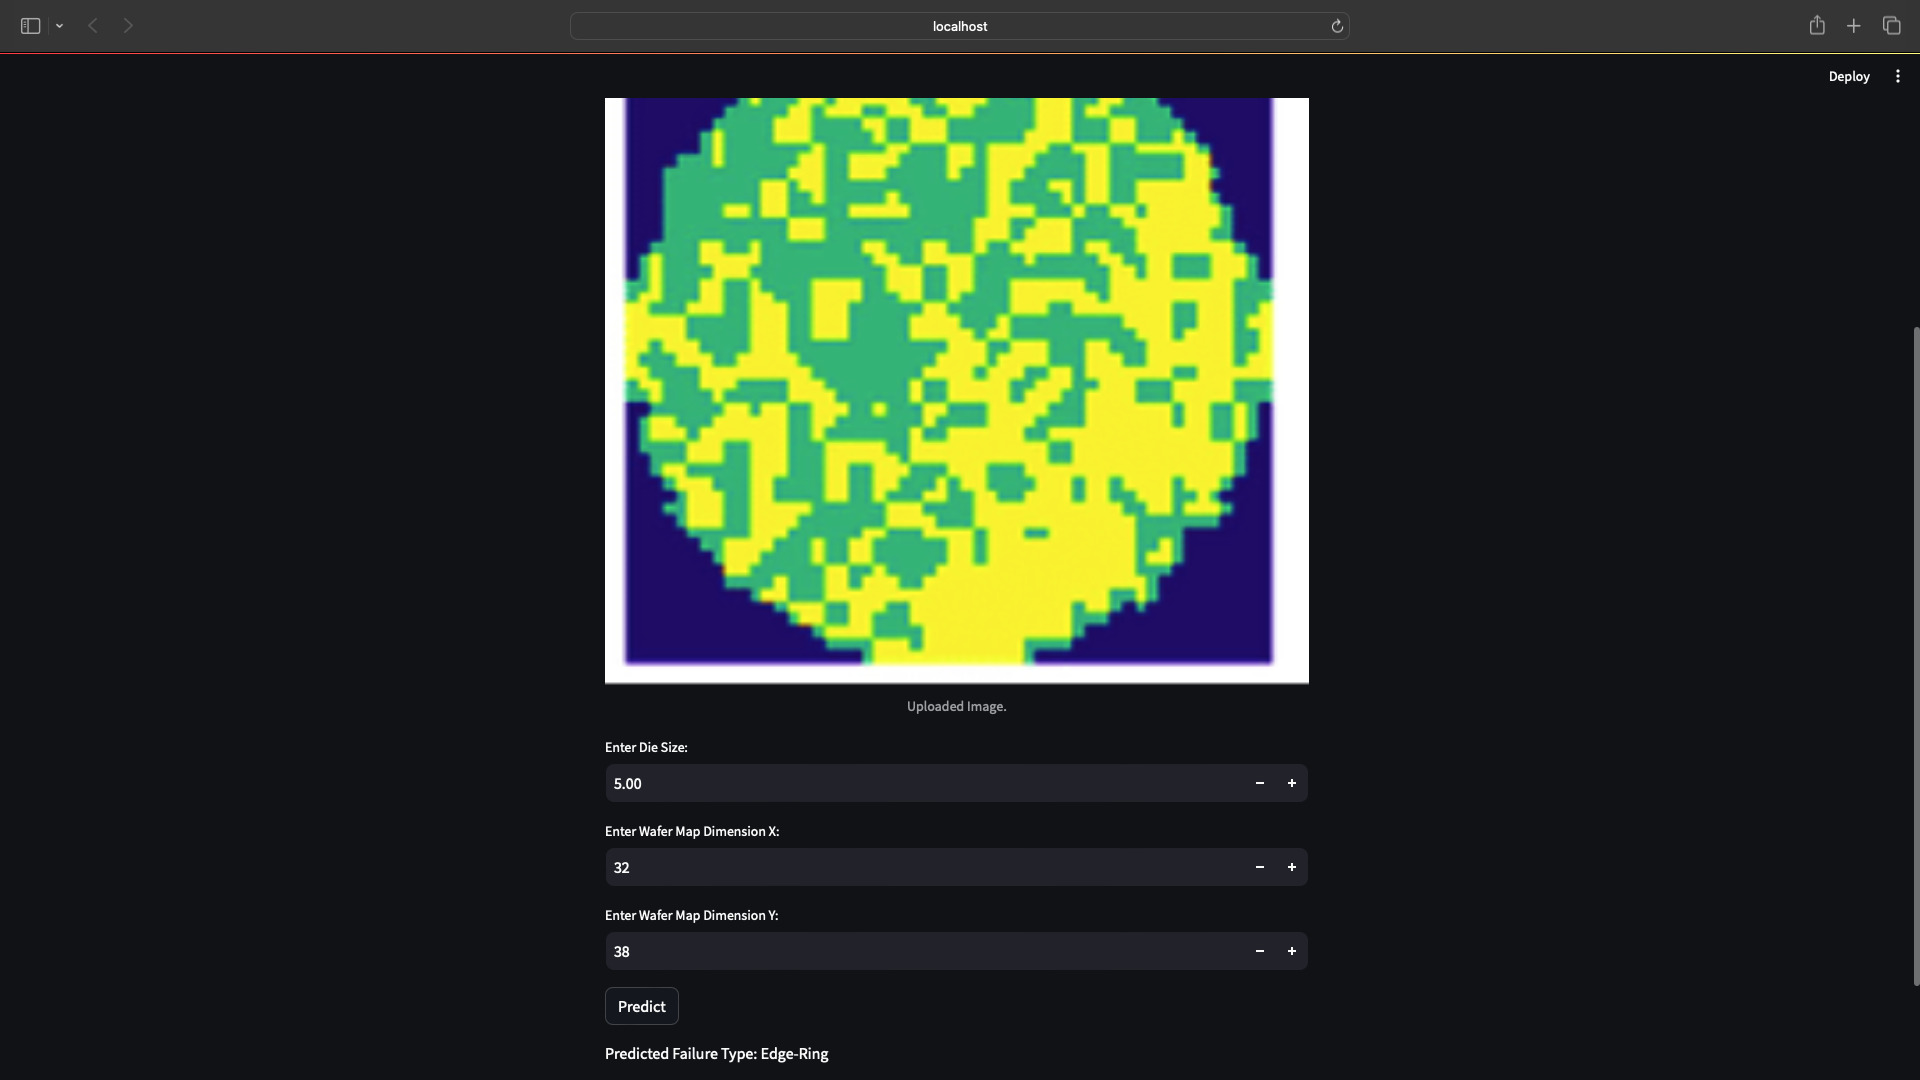 localhost
Deploy
Uploaded Image.
Enter Die Size:
5.00
Enter Wafer Map Dimension X:
32
Enter Wafer Map Dimension Y:
38
Predict
Predicted Failure Type: Edge-Ring